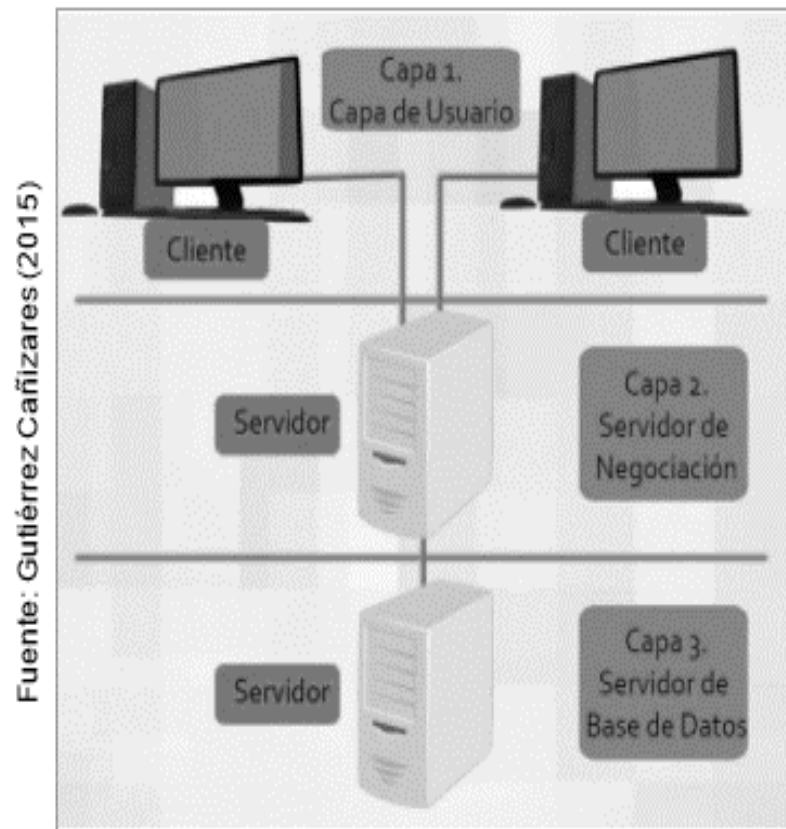 Fuente: Gutiérrez Cañizares (2015)
Capa 1.
Capa de Usuario
Cliente
Cliente
Servidor
Capa 2.
Servidor de
Negociación
Servidor
Capa 3.
Servidor de
Base de Datos